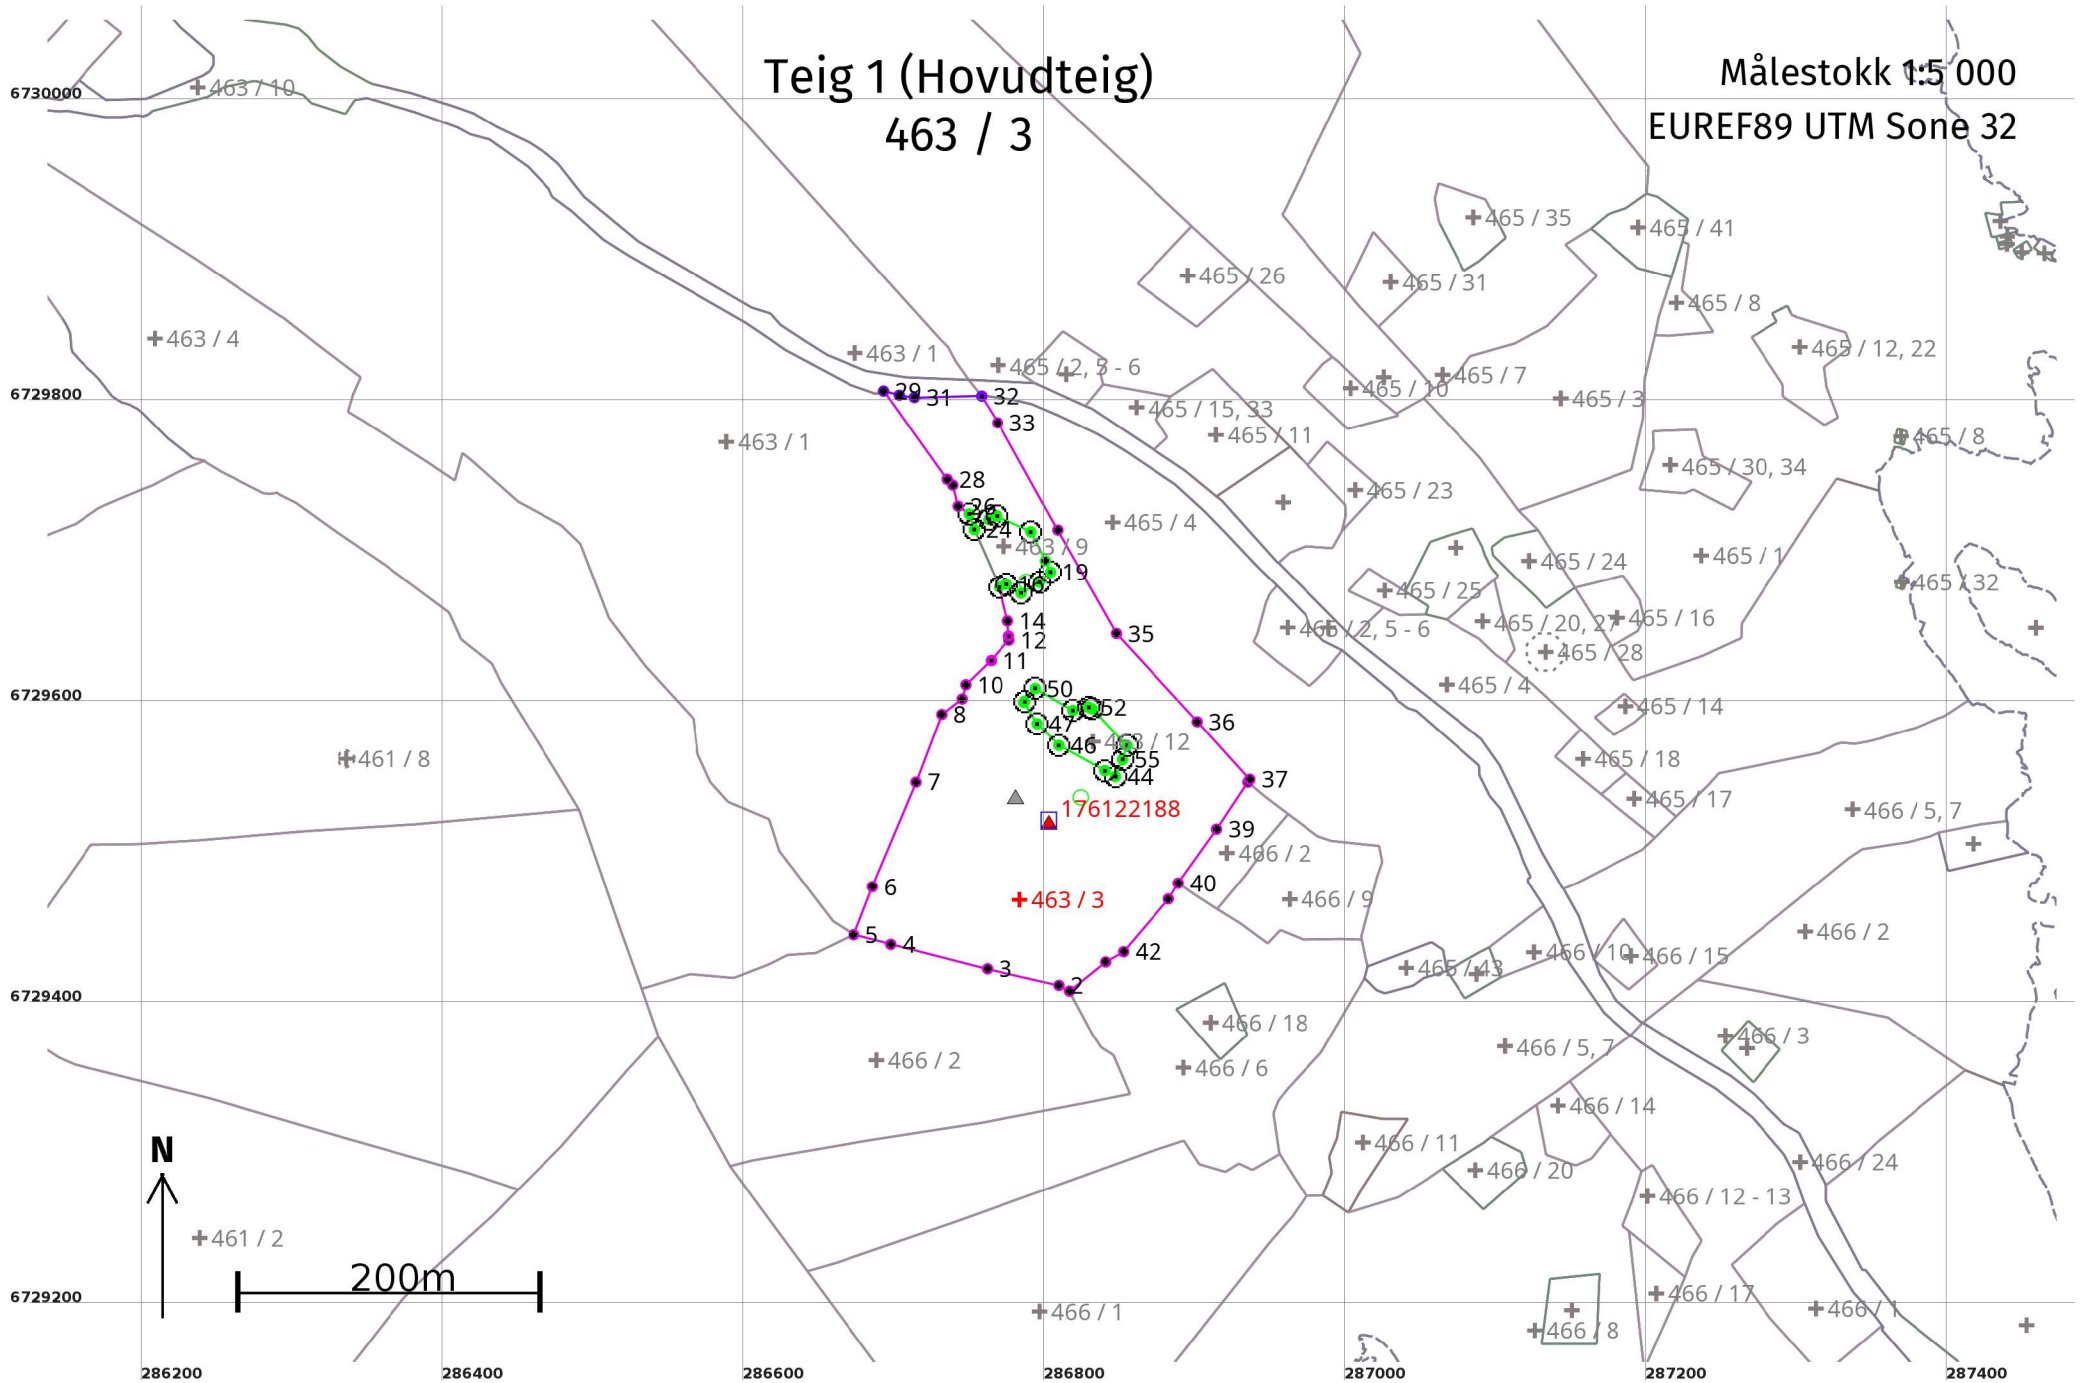 Teig 1 (Hovudteig)
463 / 3
Målestokk 1:5 000
EUREF89 UTM Sone 32
6730000
463 / 10
465 / 35
465 / 41
465 / 26
465 / 31
465 / 8
463 / 4
463 / 1
465 / 2, 5 - 6
465 / 12, 22
465 / 10
465 / 7
465 / 3
6729800
29
31
32
33
465 / 15, 33
465 / 11
463 / 1
465 / 8
465 / 30, 34
28
465 / 23
26
24
465 / 4
463 / 9
465 / 1
465 / 24
19
465 / 32
465 / 25
14
12
465 / 20, 27
465 / 16
35
465 / 2, 5 - 6
465 / 28
11
10
50
465 / 4
6729600
8
52
47
36
465 / 14
46
463 / 12
461 / 8
55
44
465 / 18
7
37
176122188
465 / 17
466 / 5, 7
39
466 / 2
6
40
463 / 3
466 / 9
5
4
42
466 / 10
466 / 15
466 / 2
3
465 / 43
2
6729400
466 / 18
466 / 3
466 / 2
466 / 6
466 / 5, 7
466 / 14
N
466 / 11
466 / 20
466 / 24
466 / 12 - 13
461 / 2
200m
6729200
466 / 1
466 / 17
466 / 1
466 / 8
286200
286400
286600
286800
287000
287200
287400